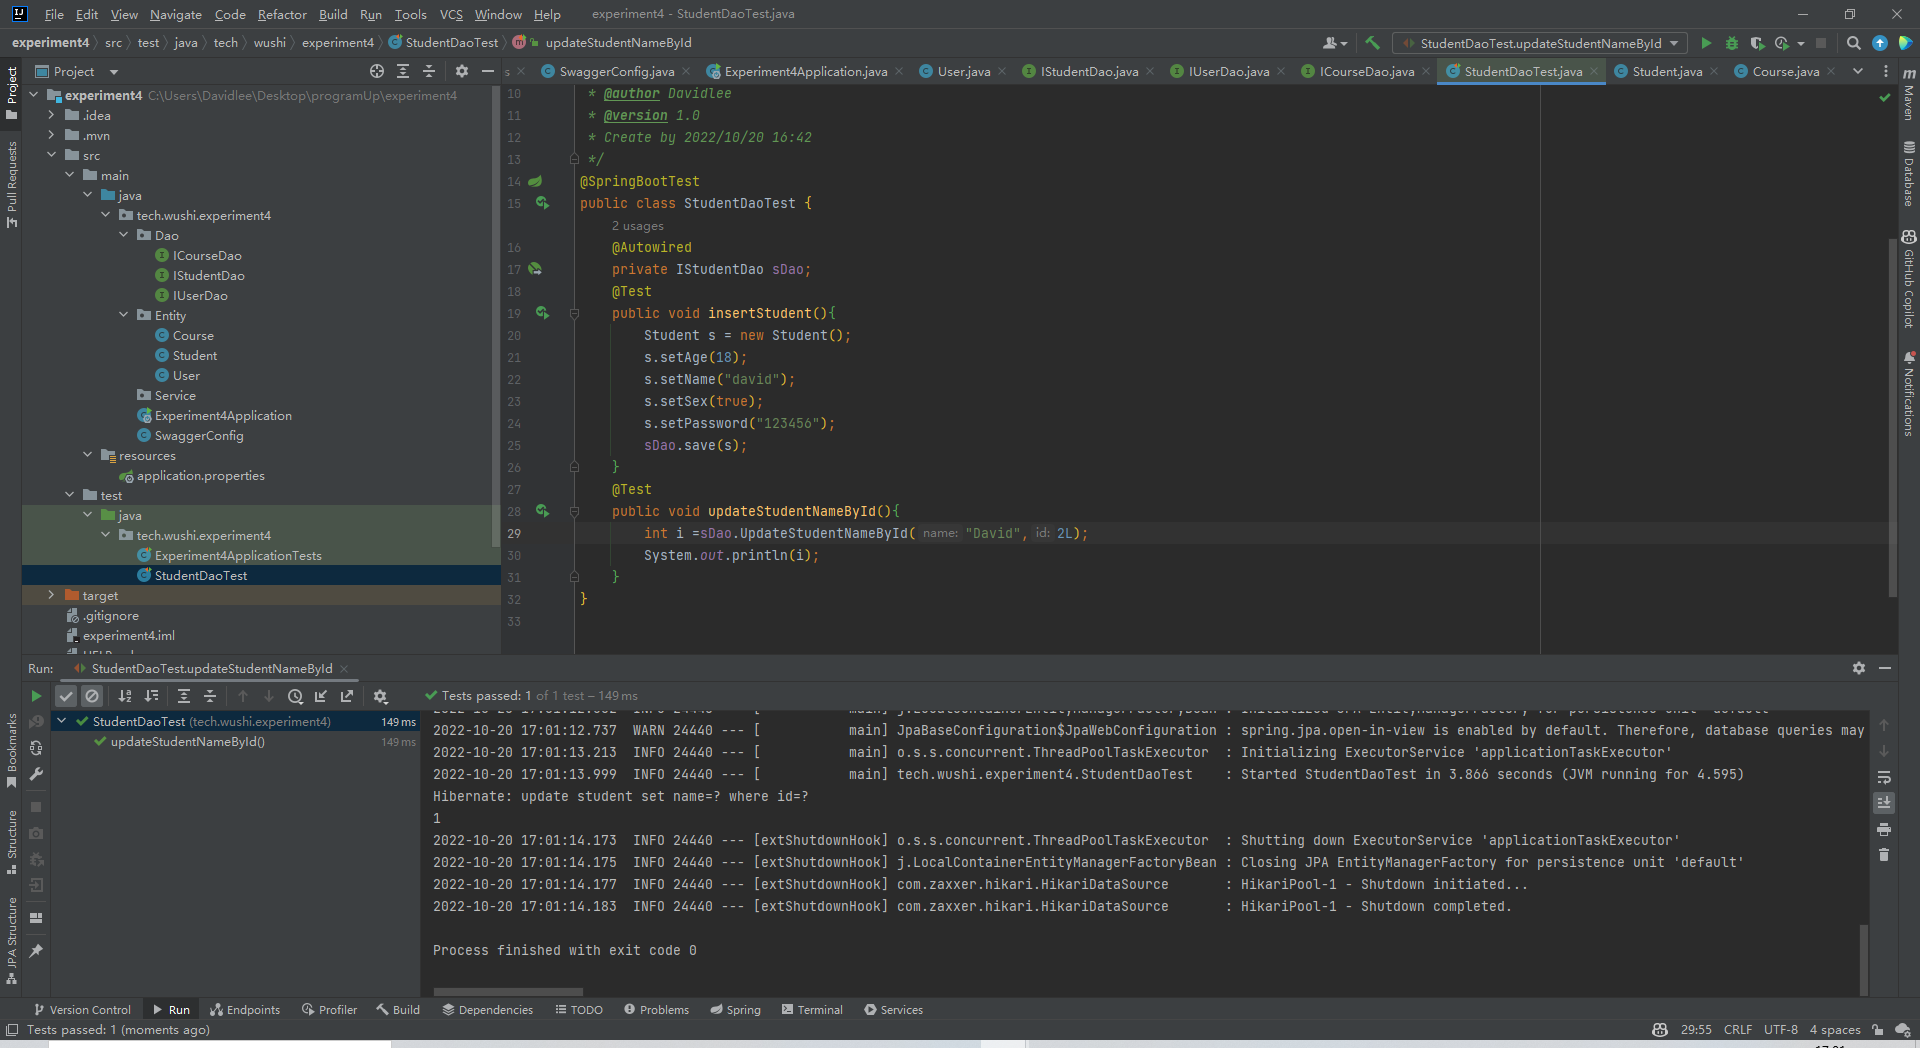 File Edit View Navigate Code Refactor Build Run Tools VCS Window Help experiment4 - StudentDaoTest.java
experiment4 src test java tech wushi experiment4 StudentDaoTest updateStudentNameById
StudentDaoTest.updateStudentNameById
Project
SwaggerConfig.java Experiment4Application.java User.java IStudentDao.java IUserDao.java ICourseDao.java StudentDaoTest.java Student.java Course.java
experiment4 C:\Users\Davidlee\Desktop\programUp\experiment4
.idea
.mvn
src
main
java
tech.wushi.experiment4
Dao
ICourseDao
IStudentDao
IUserDao
Entity
Course
Student
User
Service
Experiment4Application
SwaggerConfig
resources
application.properties
test
java
tech.wushi.experiment4
Experiment4ApplicationTests
StudentDaoTest
target
.gitignore
experiment4.iml
10 * @author Davidlee
11 * @version 1.0
12 * Create by 2022/10/20 16:42
13 */
14 @SpringBootTest
15 public class StudentDaoTest {
2 usages
16 @Autowired
17 private IStudentDao sDao;
18 @Test
19 public void insertStudent(){
20 Student s = new Student();
21 s.setAge(18);
22 s.setName("david");
23 s.setSex(true);
24 s.setPassword("123456");
25 sDao.save(s);
26 }
27 @Test
28 public void updateStudentNameById(){
29 int i =sDao.UpdateStudentNameById( name: "David", id: 2L);
30 System.out.println(i);
31 }
32 }
33
Project
Pull Requests
Bookmarks
Structure
JPA Structure
Maven
Database
GitHub Copilot
Notifications
Run: StudentDaoTest.updateStudentNameById
Tests passed: 1 of 1 test – 149 ms
StudentDaoTest (tech.wushi.experiment4) 149 ms
updateStudentNameById() 149 ms
2022-10-20 17:01:12.737 WARN 24440 --- [ main] JpaBaseConfiguration$JpaWebConfiguration : spring.jpa.open-in-view is enabled by default. Therefore, database queries may
2022-10-20 17:01:13.213 INFO 24440 --- [ main] o.s.s.concurrent.ThreadPoolTaskExecutor : Initializing ExecutorService 'applicationTaskExecutor'
2022-10-20 17:01:13.999 INFO 24440 --- [ main] tech.wushi.experiment4.StudentDaoTest : Started StudentDaoTest in 3.866 seconds (JVM running for 4.595)
Hibernate: update student set name=? where id=?
1
2022-10-20 17:01:14.173 INFO 24440 --- [extShutdownHook] o.s.s.concurrent.ThreadPoolTaskExecutor : Shutting down ExecutorService 'applicationTaskExecutor'
2022-10-20 17:01:14.175 INFO 24440 --- [extShutdownHook] j.LocalContainerEntityManagerFactoryBean : Closing JPA EntityManagerFactory for persistence unit 'default'
2022-10-20 17:01:14.177 INFO 24440 --- [extShutdownHook] com.zaxxer.hikari.HikariDataSource : HikariPool-1 - Shutdown initiated...
2022-10-20 17:01:14.183 INFO 24440 --- [extShutdownHook] com.zaxxer.hikari.HikariDataSource : HikariPool-1 - Shutdown completed.
Process finished with exit code 0
Version Control Run Endpoints Profiler Build Dependencies TODO Problems Spring Terminal Services
Tests passed: 1 (moments ago) 29:55 CRLF UTF-8 4 spaces